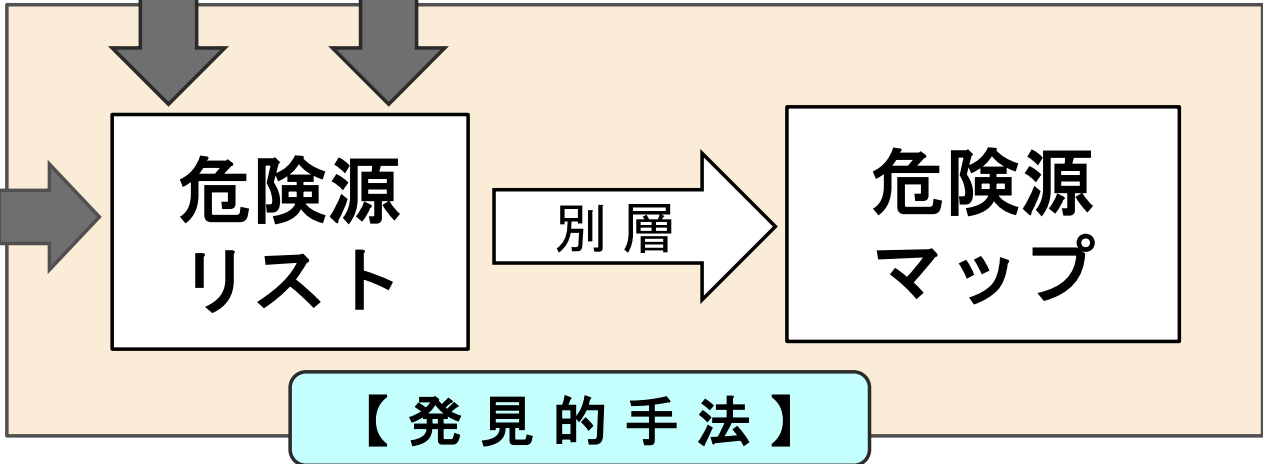 危険源
リスト
別層
危険源
マップ
【発見的手法】